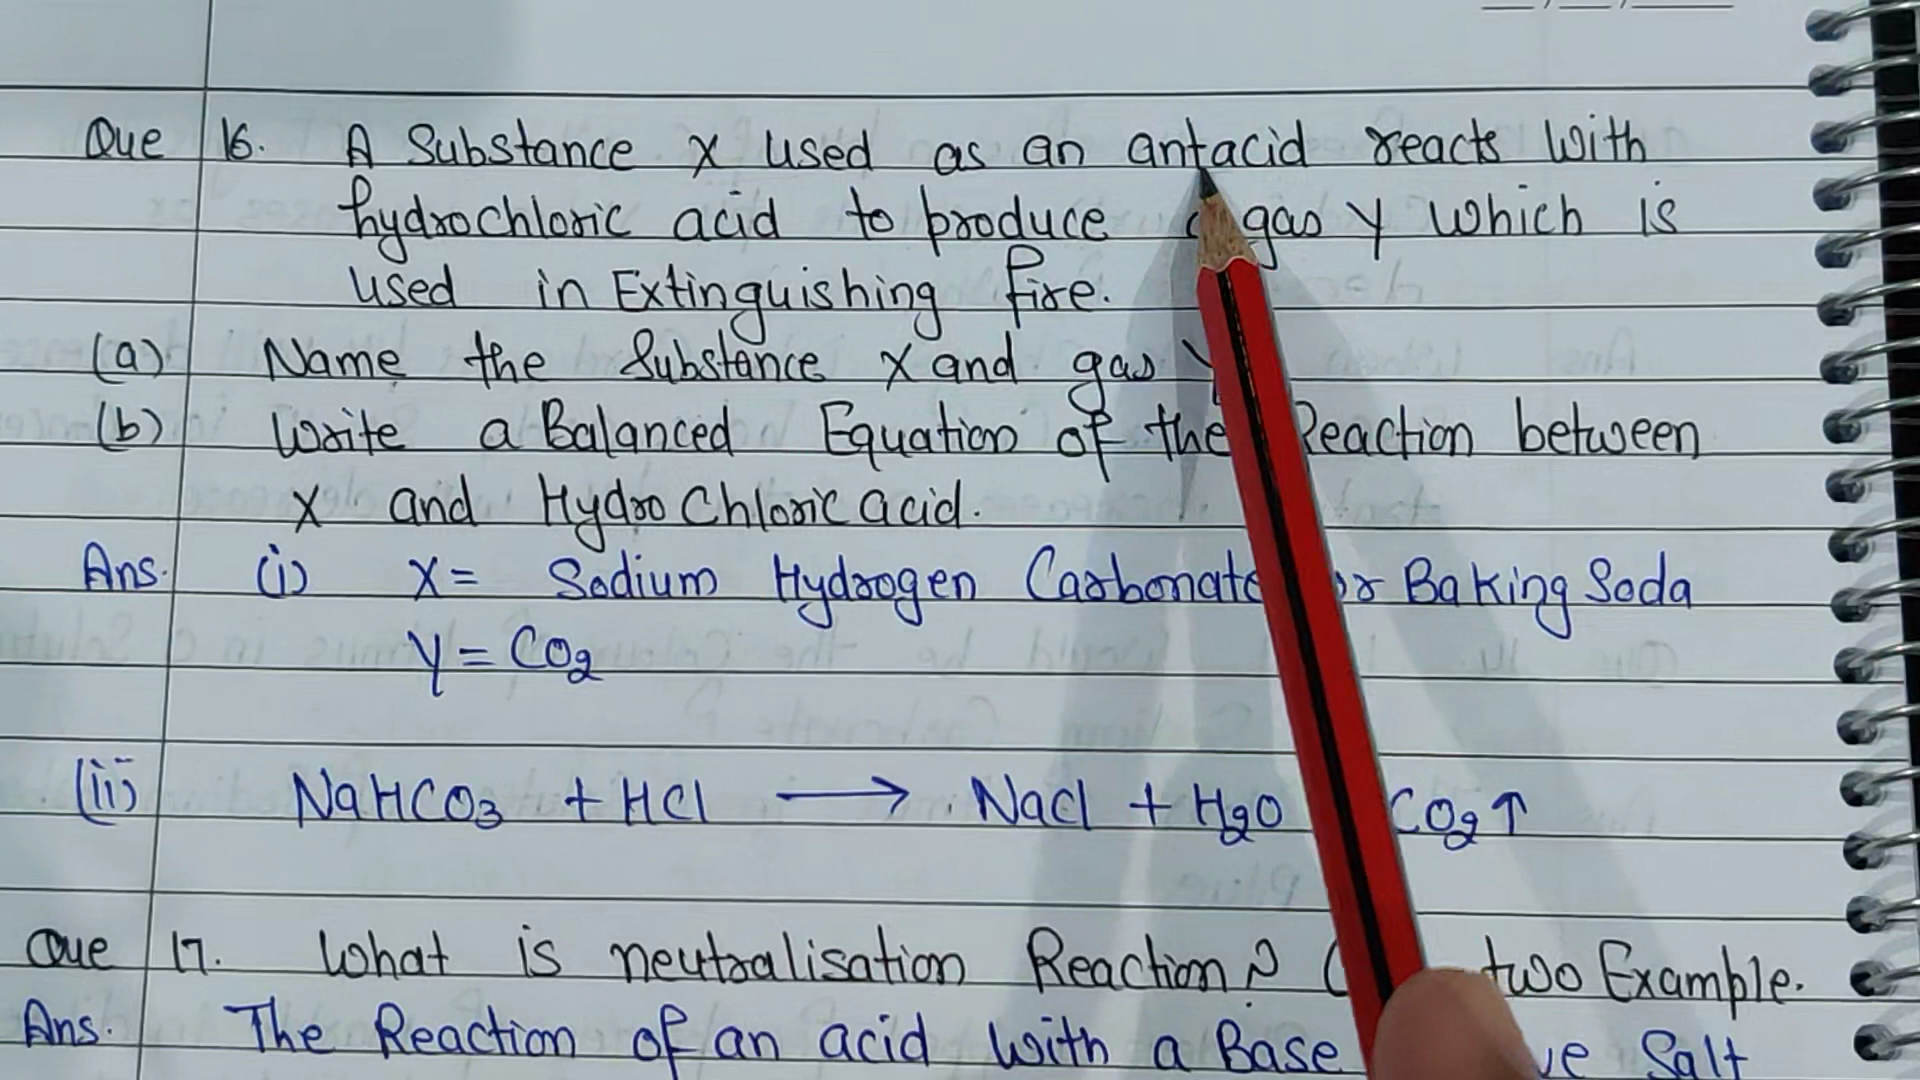 Que 16. A Substance X used as an antacid reacts with
hydrochloric acid to produce a gas Y which is
used in Extinguishing fire.
(a) Name the Substance X and gas Y
(b) Write a Balanced Equation of the Reaction between
X and Hydro Chloric acid.
Ans. (i) X = Sodium Hydrogen Carbonate or Baking Soda
Y = CO2
(ii) NaHCO3 + HCl → Nacl + H2O CO2↑
Que 17. What is neutralisation Reaction? two Example.
Ans. The Reaction of an acid with a Base Salt